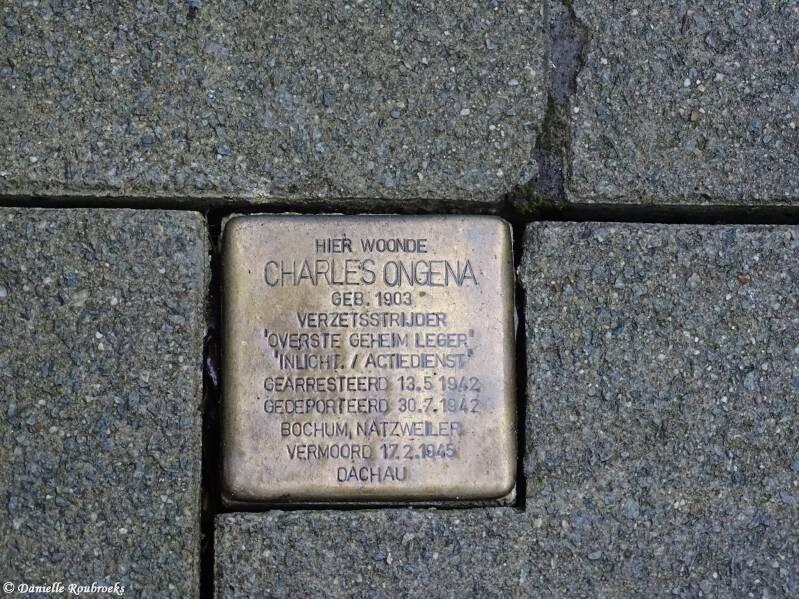 HIER WOONDE
CHARLES ONGENA
GEB. 1903
VERZETSSTRIJDER
"OVERSTE GEHEIM LEGER"
"INLICHT. / ACTIEDIENST"
GEARRESTEERD 13.5.1942
GEDEPORTEERD 30.7.1942
BOCHUM, NATZWEILER
VERMOORD 17.2.1945
DACHAU
© Danielle Roubroeks